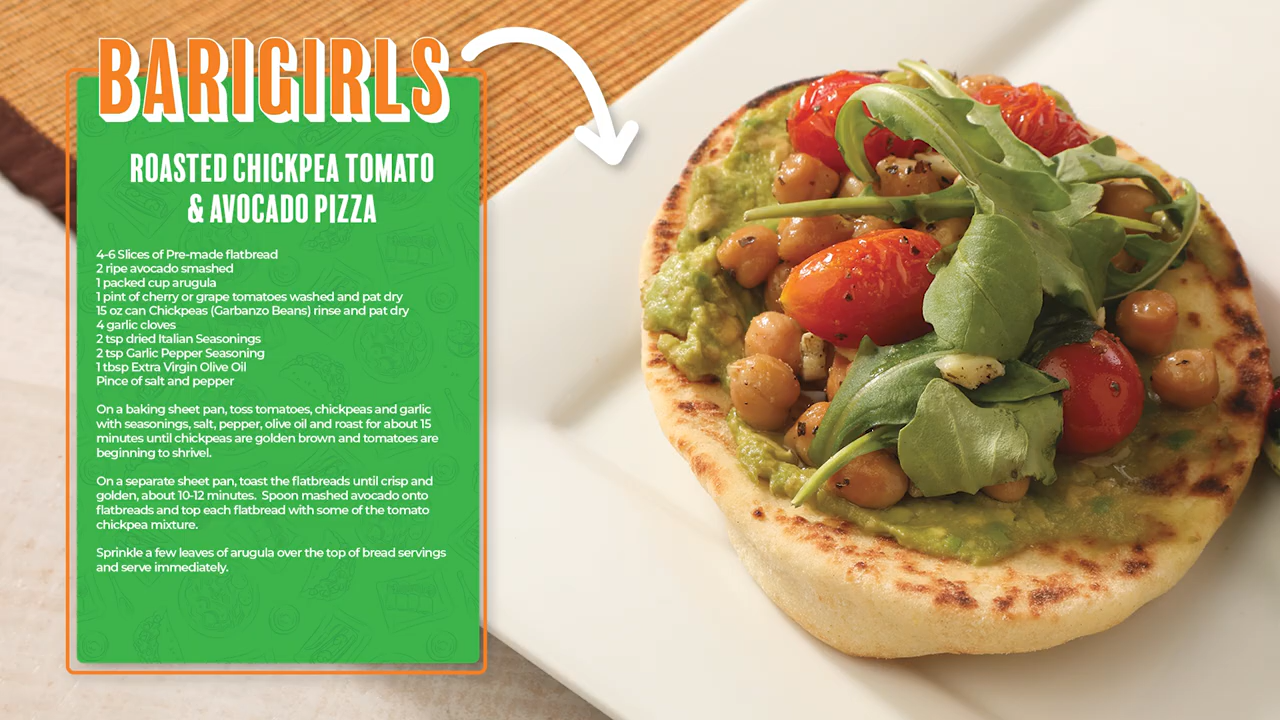 BARIGIRLS
ROASTED CHICKPEA TOMATO
& AVOCADO PIZZA
4-6 Slices of Pre-made flatbread
2 ripe avocado smashed
1 packed cup arugula
1 pint of cherry or grape tomatoes washed and pat dry
15 oz can Chickpeas (Garbanzo Beans) rinse and pat dry
4 garlic cloves
2 tsp dried Italian Seasonings
2 tsp Garlic Pepper Seasoning
1 tbsp Extra Virgin Olive Oil
Pince of salt and pepper
On a baking sheet pan, toss tomatoes, chickpeas and garlic
with seasonings, salt, pepper, olive oil and roast for about 15
minutes until chickpeas are golden brown and tomatoes are
beginning to shrivel.
On a separate sheet pan, toast the flatbreads until crisp and
golden, about 10-12 minutes.  Spoon mashed avocado onto
flatbreads and top each flatbread with some of the tomato
chickpea mixture.
Sprinkle a few leaves of arugula over the top of bread servings
and serve immediately.